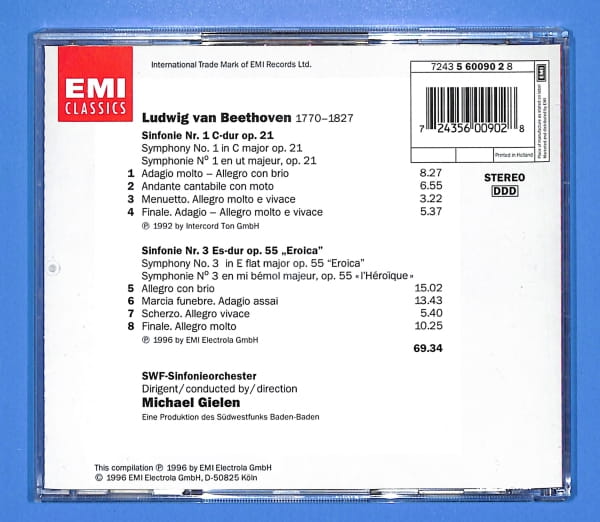 EMI
CLASSICS
International Trade Mark of EMI Records Ltd.
7243 5 60090 2 8
EMI
7 24356 00902 8
Printed in Holland
Ludwig van Beethoven 1770–1827
Sinfonie Nr. 1 C-dur op. 21
Symphony No. 1 in C major op. 21
Symphonie Nº 1 en ut majeur, op. 21
1 Adagio molto – Allegro con brio 8.27
2 Andante cantabile con moto 6.55
3 Menuetto. Allegro molto e vivace 3.22
4 Finale. Adagio – Allegro molto e vivace 5.37
℗ 1992 by Intercord Ton GmbH
STEREO
DDD
Sinfonie Nr. 3 Es-dur op. 55 „Eroica”
Symphony No. 3 in E flat major op. 55 “Eroica”
Symphonie Nº 3 en mi bémol majeur, op. 55 «l'Héroïque»
5 Allegro con brio 15.02
6 Marcia funebre. Adagio assai 13.43
7 Scherzo. Allegro vivace 5.40
8 Finale. Allegro molto 10.25
℗ 1996 by EMI Electrola GmbH
69.34
SWF-Sinfonieorchester
Dirigent/conducted by/direction
Michael Gielen
Eine Produktion des Südwestfunks Baden-Baden
This compilation ℗ 1996 by EMI Electrola GmbH
© 1996 EMI Electrola GmbH, D-50825 Köln